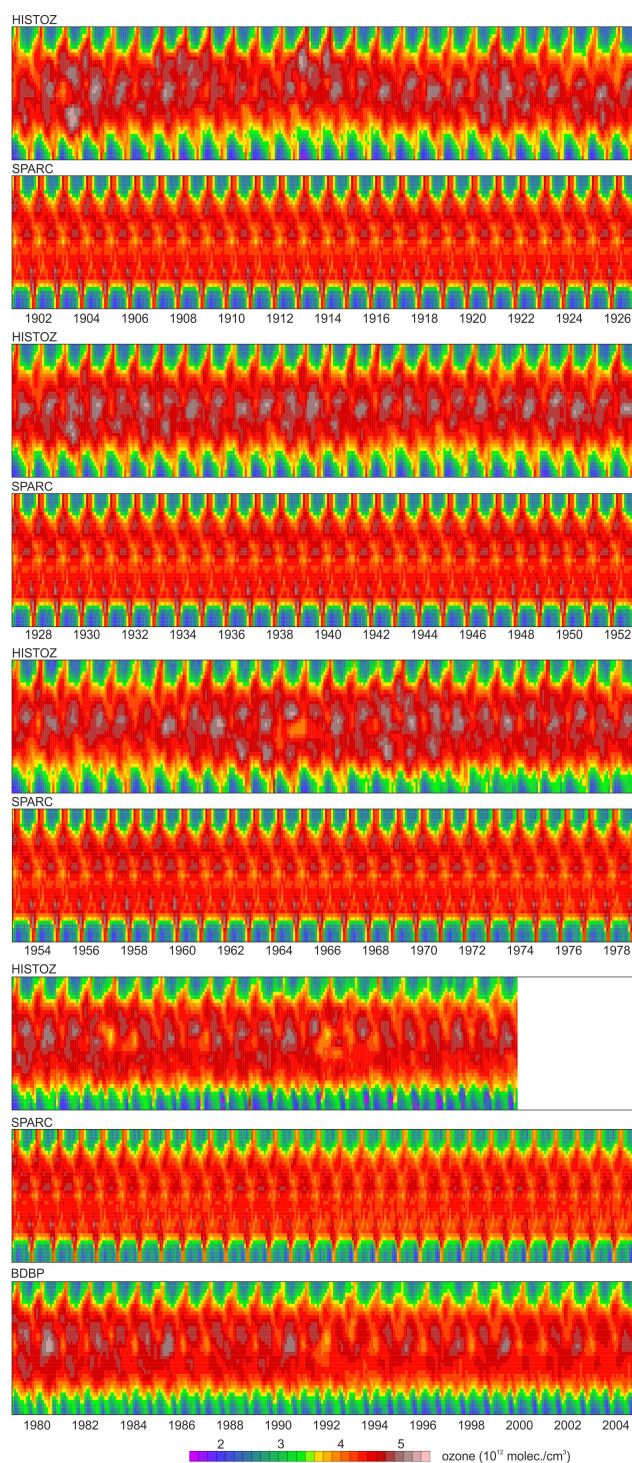 HISTOZ
SPARC
1902 1904 1906 1908 1910 1912 1914 1916 1918 1920 1922 1924 1926
HISTOZ
SPARC
1928 1930 1932 1934 1936 1938 1940 1942 1944 1946 1948 1950 1952
HISTOZ
SPARC
1954 1956 1958 1960 1962 1964 1966 1968 1970 1972 1974 1976 1978
HISTOZ
SPARC
BDBP
1980 1982 1984 1986 1988 1990 1992 1994 1996 1998 2000 2002 2004
2 3 4 5 ozone (10¹² molec./cm³)